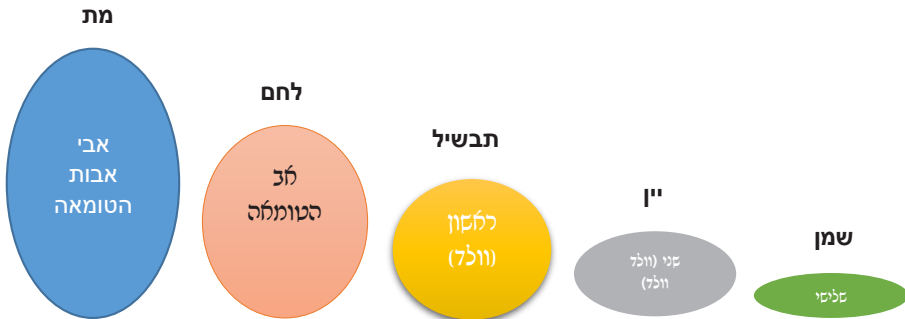 מת
אבי
אבות
הטומאה
לחם
אב
הטומאה
תבשיל
ראשון
(וולד)
יין
שני (וולד
וולד)
שמן
שלישי